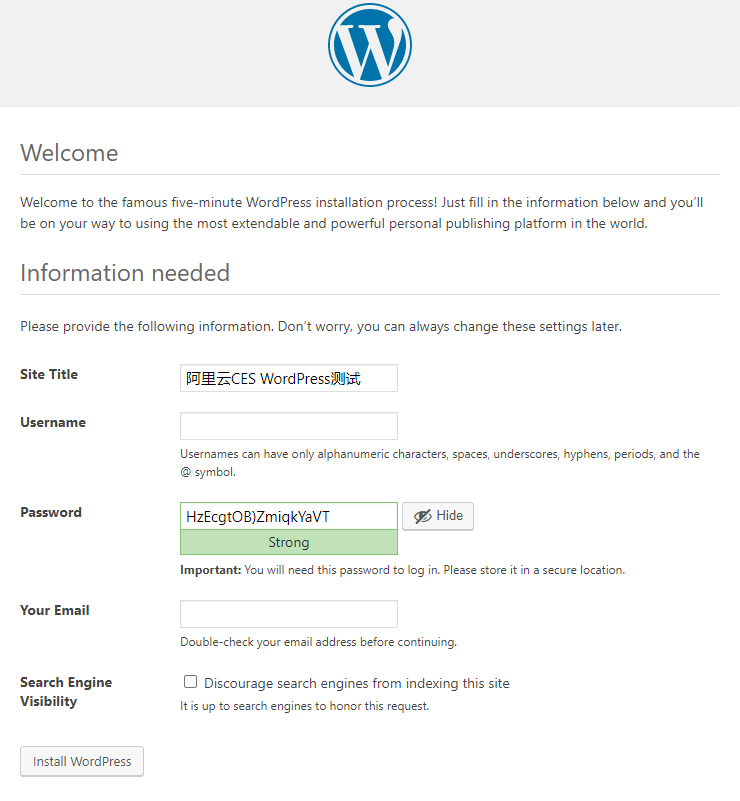 Welcome
Welcome to the famous five-minute WordPress installation process! Just fill in the information below and you’ll
be on your way to using the most extendable and powerful personal publishing platform in the world.
Information needed
Please provide the following information. Don’t worry, you can always change these settings later.
Site Title
阿里云CES WordPress测试
Username
Usernames can have only alphanumeric characters, spaces, underscores, hyphens, periods, and the
@ symbol.
Password
HzEcgtOB)ZmiqkYaVT
Hide
Strong
Important: You will need this password to log in. Please store it in a secure location.
Your Email
Double-check your email address before continuing.
Search Engine
Visibility
Discourage search engines from indexing this site
It is up to search engines to honor this request.
Install WordPress